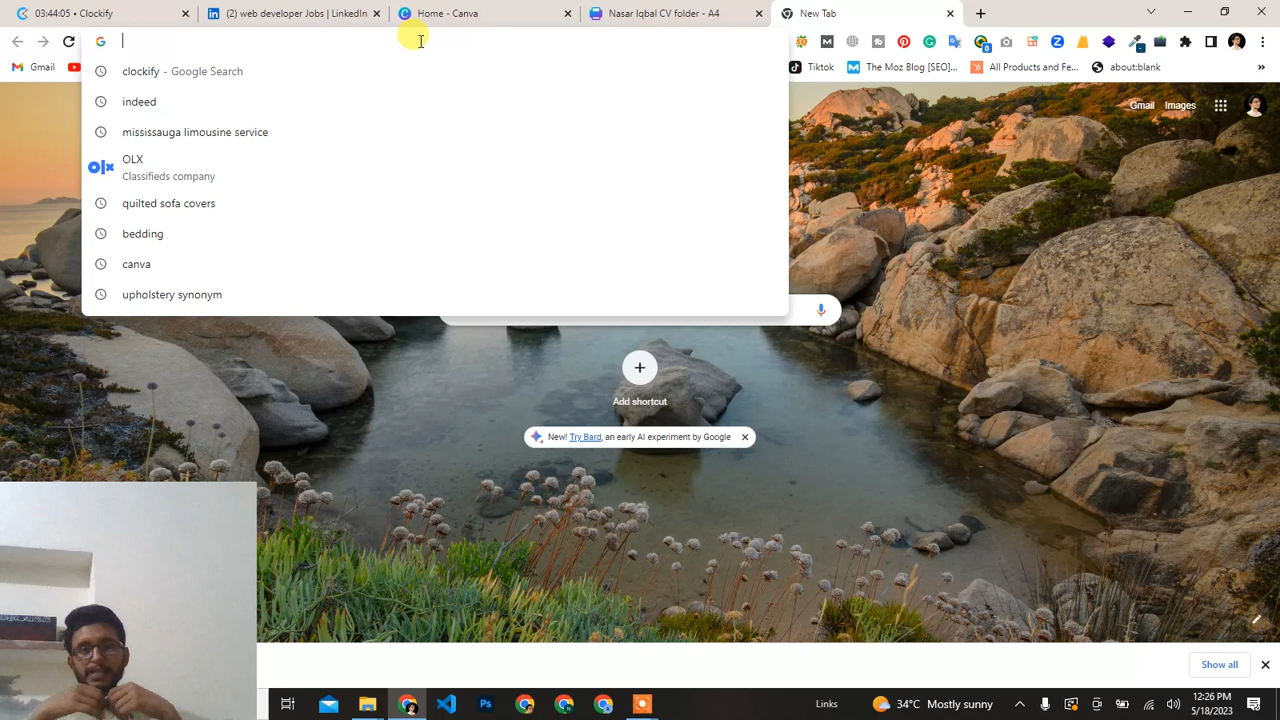 03:44:05 • Clockify
(2) web developer Jobs | LinkedIn
Home - Canva
Nasar Iqbal CV folder - A4
New Tab
Gmail
Tiktok
The Moz Blog [SEO]...
All Products and Fe...
about:blank
clockify - Google Search
indeed
mississauga limousine service
OLX
Classifieds company
quilted sofa covers
bedding
canva
upholstery synonym
Gmail
Images
Add shortcut
New! Try Bard, an early AI experiment by Google
Show all
Links
34°C Mostly sunny
12:26 PM
5/18/2023